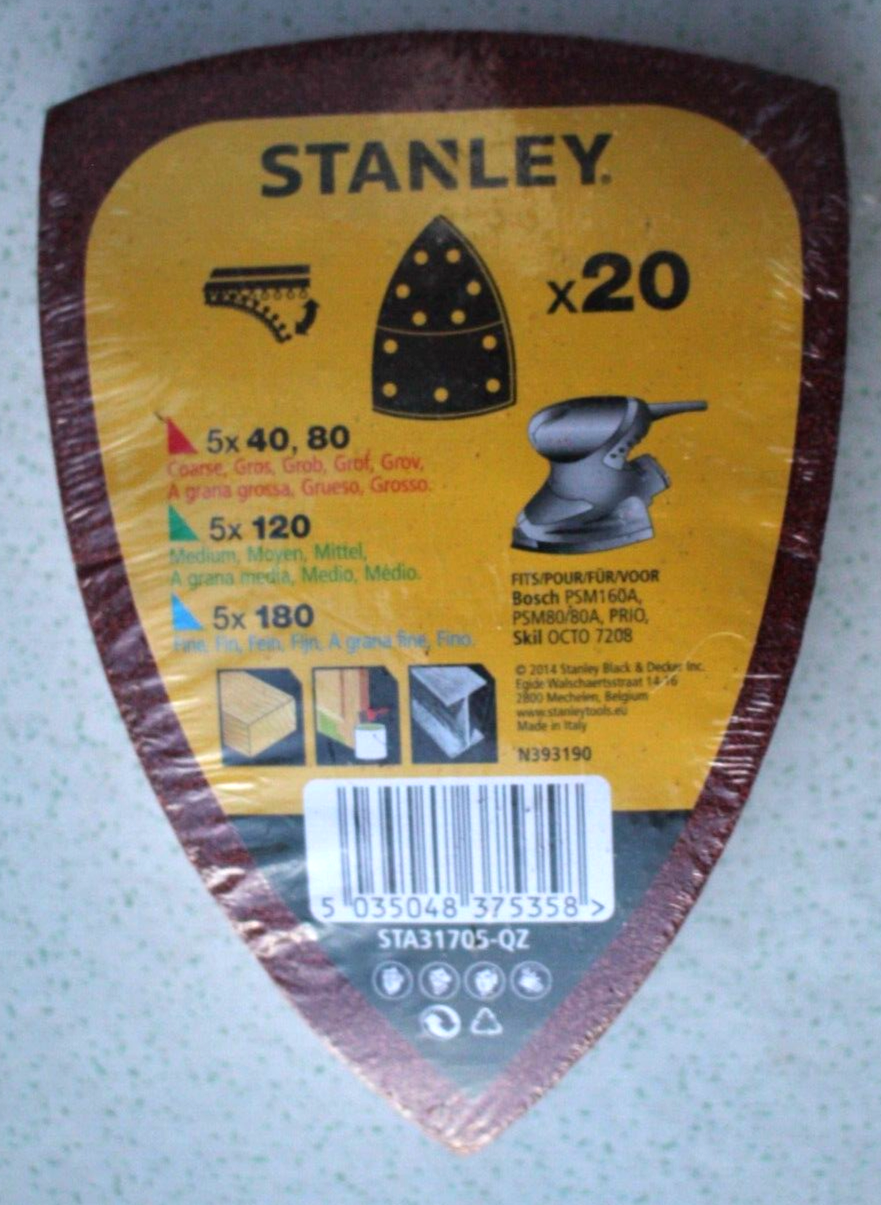 STANLEY®
x20
5x 40, 80
Coarse, Gros, Grob, Grof, Grov,
A grana grossa, Grueso, Grosso.
5x 120
Medium, Moyen, Mittel,
A grana media, Medio, Médio.
5x 180
Fine, Fin, Fein, Fijn, A grana fine, Fino.
FITS/POUR/FÜR/VOOR
Bosch PSM160A,
PSM80/80A, PRIO,
Skil OCTO 7208
© 2014 Stanley Black & Decker Inc.
Egide Walschaertsstraat 14-16
2800 Mechelen, Belgium
www.stanleytools.eu
Made in Italy
N393190
5 035048 375358 >
STA31705-QZ